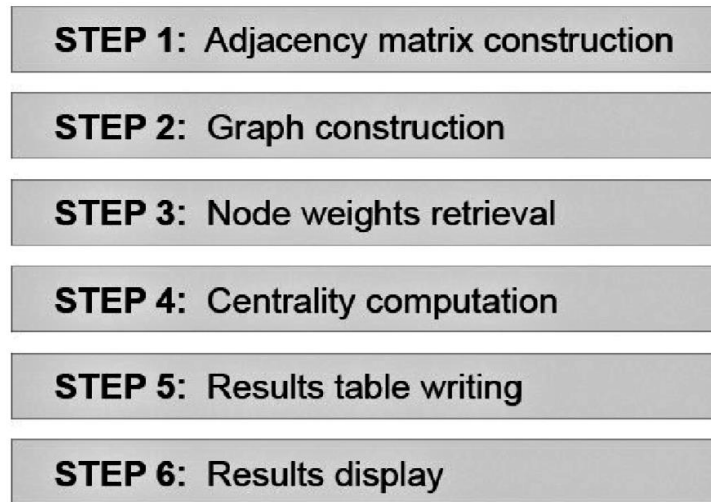 STEP 1: Adjacency matrix construction
STEP 2: Graph construction
STEP 3: Node weights retrieval
STEP 4: Centrality computation
STEP 5: Results table writing
STEP 6: Results display